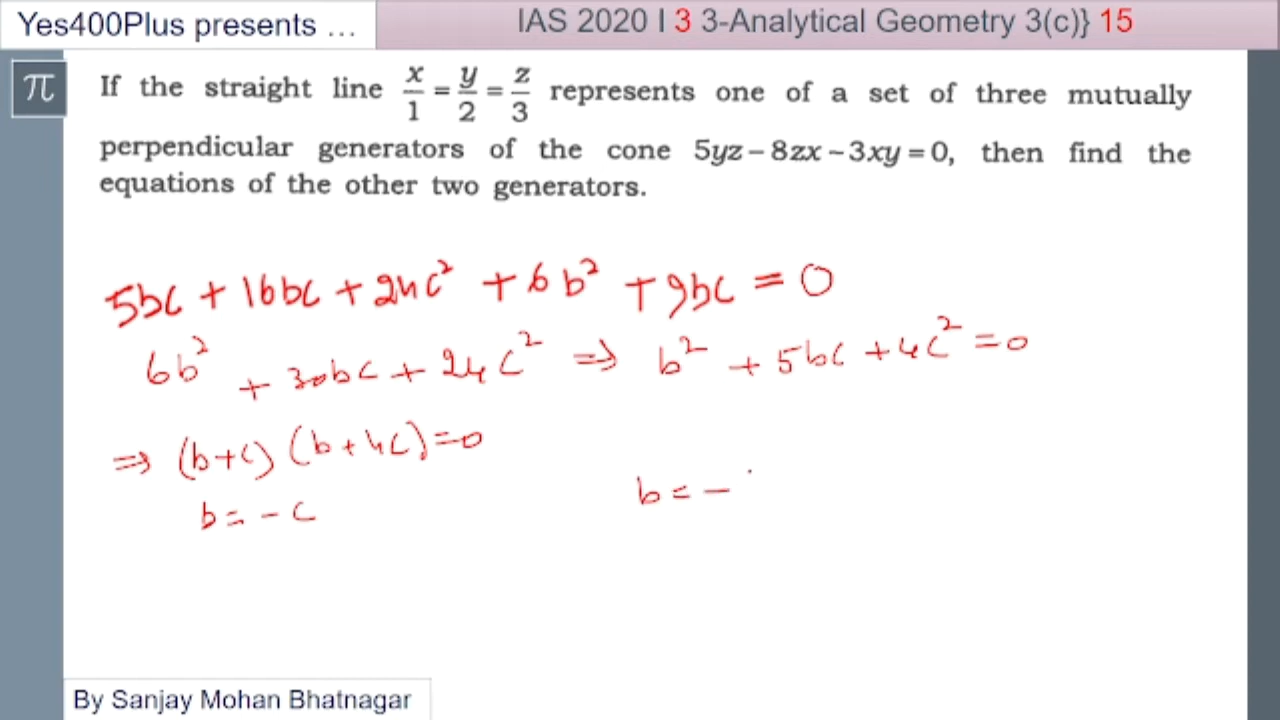 Yes400Plus presents ...
IAS 2020 I 3 3-Analytical Geometry 3(c)} 15
π
If the straight line x/1 = y/2 = z/3 represents one of a set of three mutually
perpendicular generators of the cone 5yz – 8zx – 3xy = 0, then find the
equations of the other two generators.
5bc + 16bc + 24c² + 6b² + 9bc = 0
6b² + 30bc + 24c² ⇒ b² + 5bc + 4c² = 0
⇒ (b+c) (b+4c) = 0
b = -c b = -
By Sanjay Mohan Bhatnagar